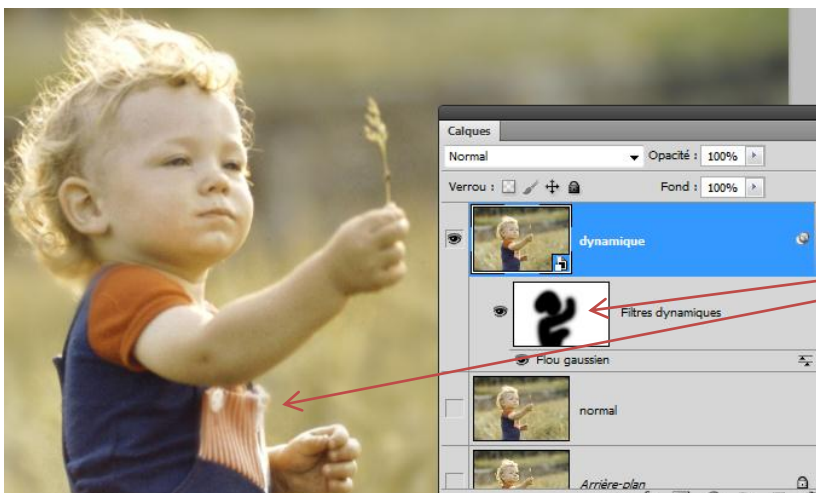 Calques
Normal Opacité : 100%
Verrou : Fond : 100%
dynamique
Filtres dynamiques
Flou gaussien
normal
Arrière-plan